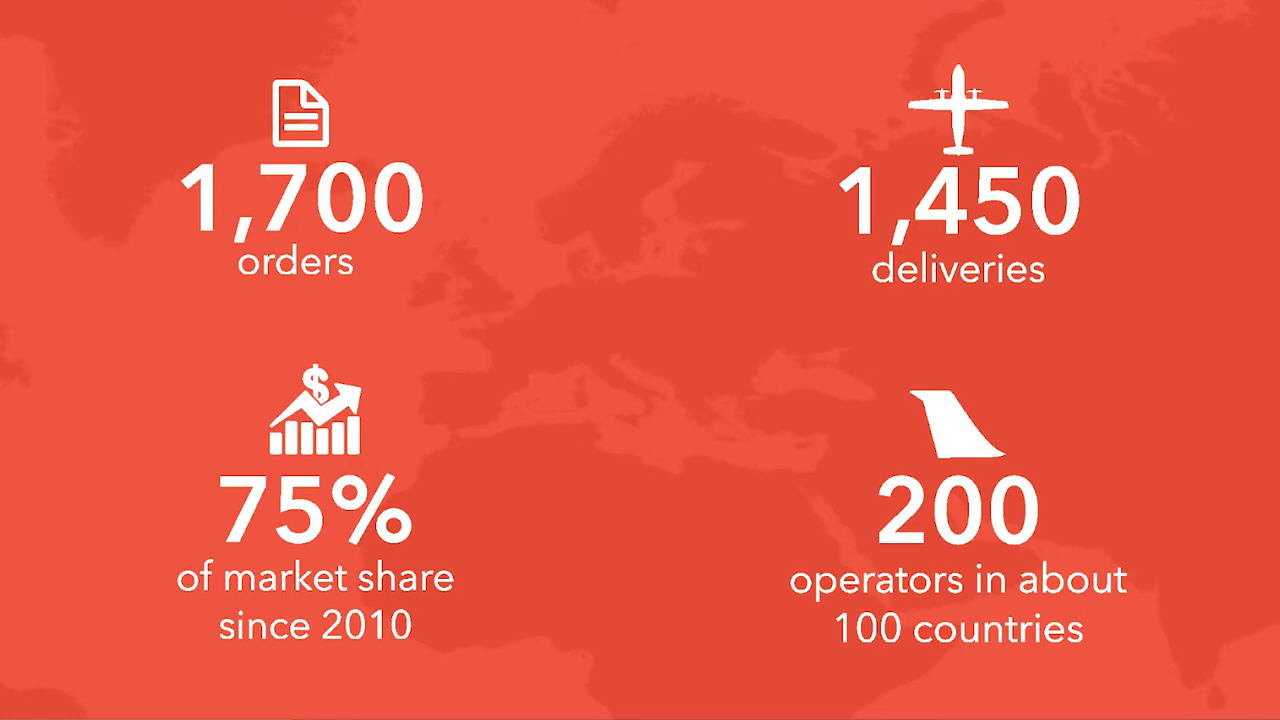 1,700
orders
1,450
deliveries
$
75%
of market share
since 2010
200
operators in about
100 countries